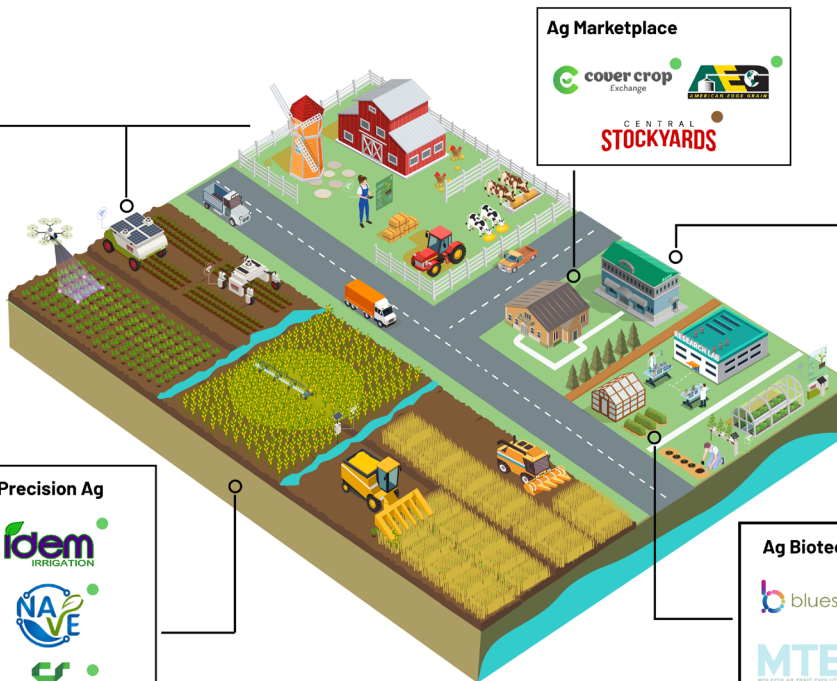 Ag Marketplace
cover crop
Exchange
AEG
AMERICAN EDGE GRAIN
CENTRAL
STOCKYARDS
RESEARCH LAB
Precision Ag
idem
IRRIGATION
NAVE
Ag Biotec
blues
MTE